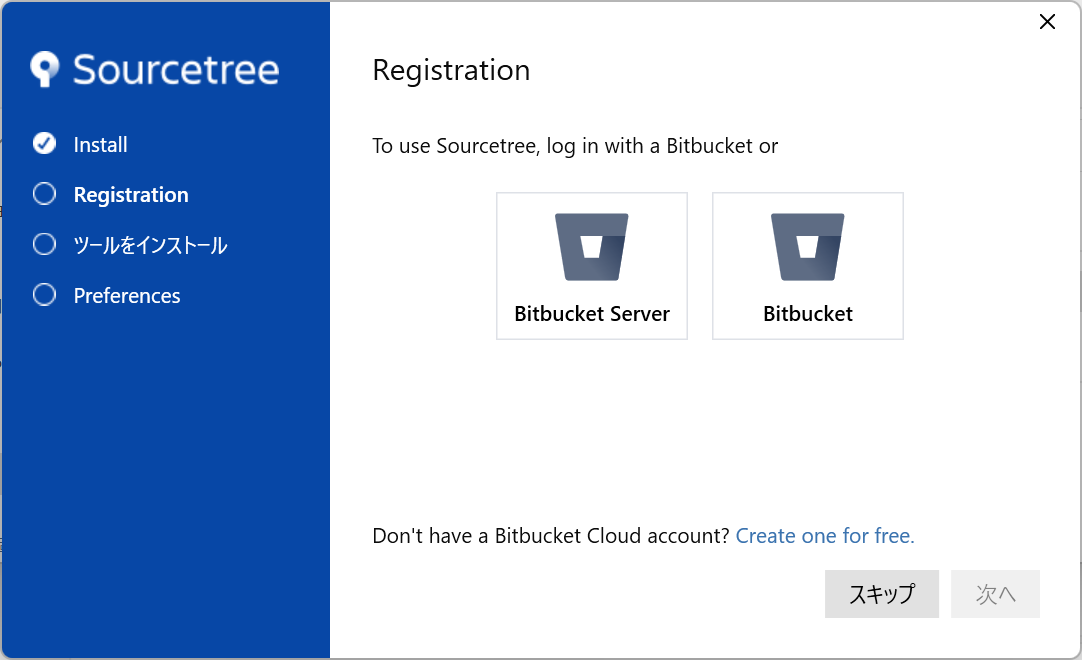 Sourcetree
Install
Registration
ツールをインストール
Preferences
Registration
To use Sourcetree, log in with a Bitbucket or
Bitbucket Server
Bitbucket
Don't have a Bitbucket Cloud account? Create one for free.
スキップ
次へ